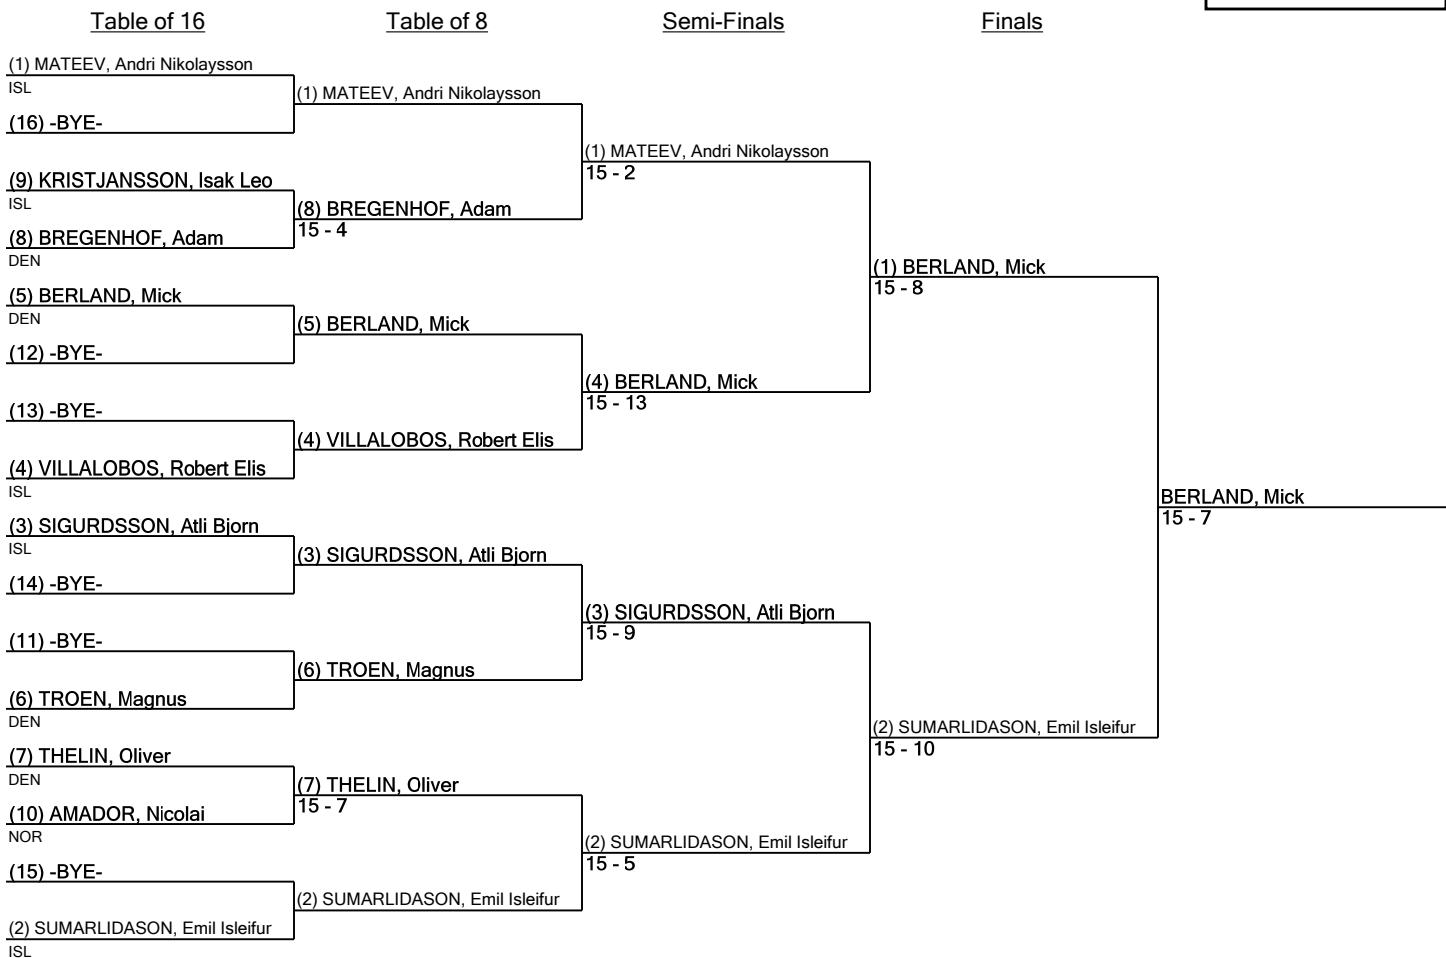 Table of 16
Table of 8
Semi-Finals
Finals
(1) MATEEV, Andri Nikolaysson
ISL
(16) -BYE-
(9) KRISTJANSSON, Isak Leo
ISL
(8) BREGENHOF, Adam
DEN
(5) BERLAND, Mick
DEN
(12) -BYE-
(13) -BYE-
(4) VILLALOBOS, Robert Elis
ISL
(3) SIGURDSSON, Atli Bjorn
ISL
(14) -BYE-
(11) -BYE-
(6) TROEN, Magnus
DEN
(7) THELIN, Oliver
DEN
(10) AMADOR, Nicolai
NOR
(15) -BYE-
(2) SUMARLIDASON, Emil Isleifur
ISL
(1) MATEEV, Andri Nikolaysson
(8) BREGENHOF, Adam
15 - 4
(5) BERLAND, Mick
(4) VILLALOBOS, Robert Elis
(3) SIGURDSSON, Atli Bjorn
(6) TROEN, Magnus
(7) THELIN, Oliver
15 - 7
(2) SUMARLIDASON, Emil Isleifur
(1) MATEEV, Andri Nikolaysson
15 - 2
(4) BERLAND, Mick
15 - 13
(3) SIGURDSSON, Atli Bjorn
15 - 9
(2) SUMARLIDASON, Emil Isleifur
15 - 5
(1) BERLAND, Mick
15 - 8
(2) SUMARLIDASON, Emil Isleifur
15 - 10
BERLAND, Mick
15 - 7